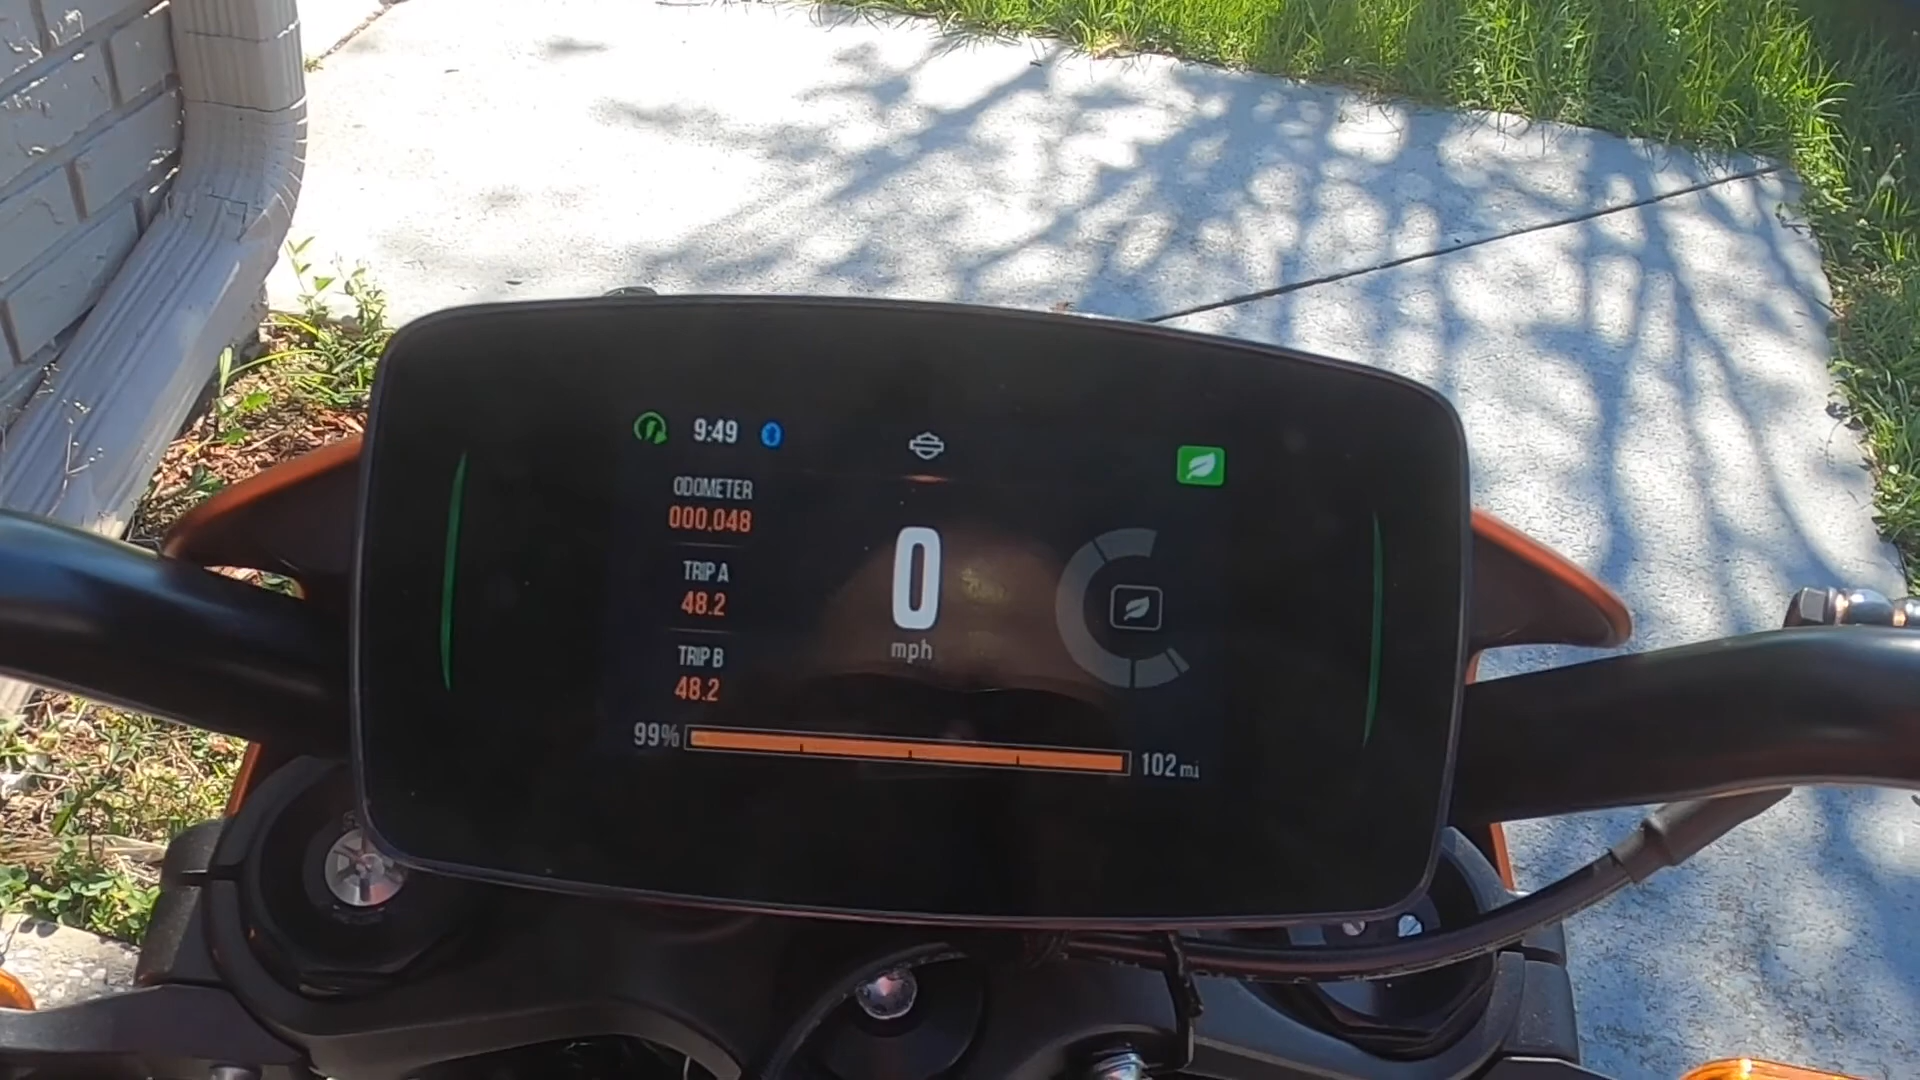 9:49
ODOMETER
000,048
TRIP A
48.2
TRIP B
48.2
0
mph
99%
102 mi